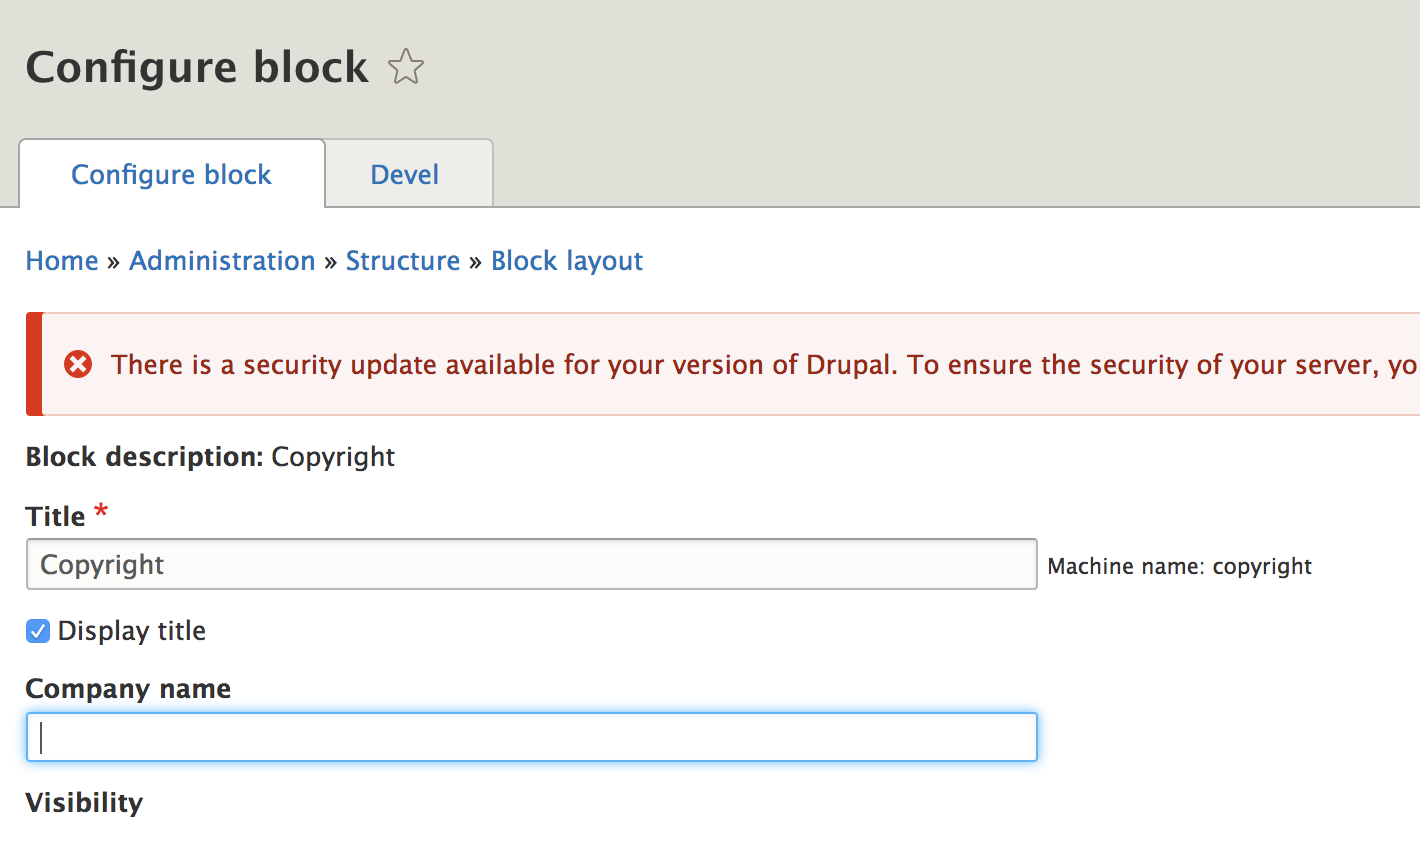 Configure block
Configure block Devel
Home » Administration » Structure » Block layout
There is a security update available for your version of Drupal. To ensure the security of your server, yo
Block description: Copyright
Title *
Copyright Machine name: copyright
Display title
Company name
Visibility